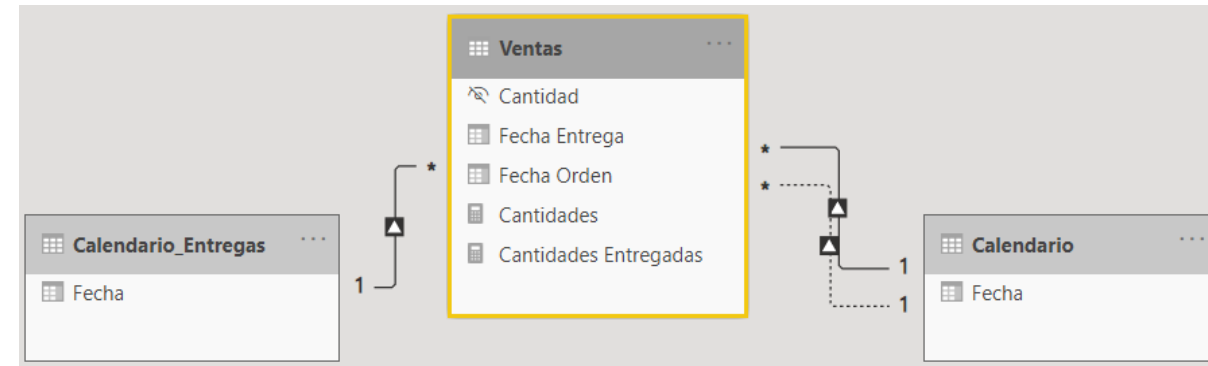 Ventas
Cantidad
Fecha Entrega
Fecha Orden
Cantidades
Cantidades Entregadas
*
1
Calendario_Entregas
Fecha
*
*
1
1
Calendario
Fecha